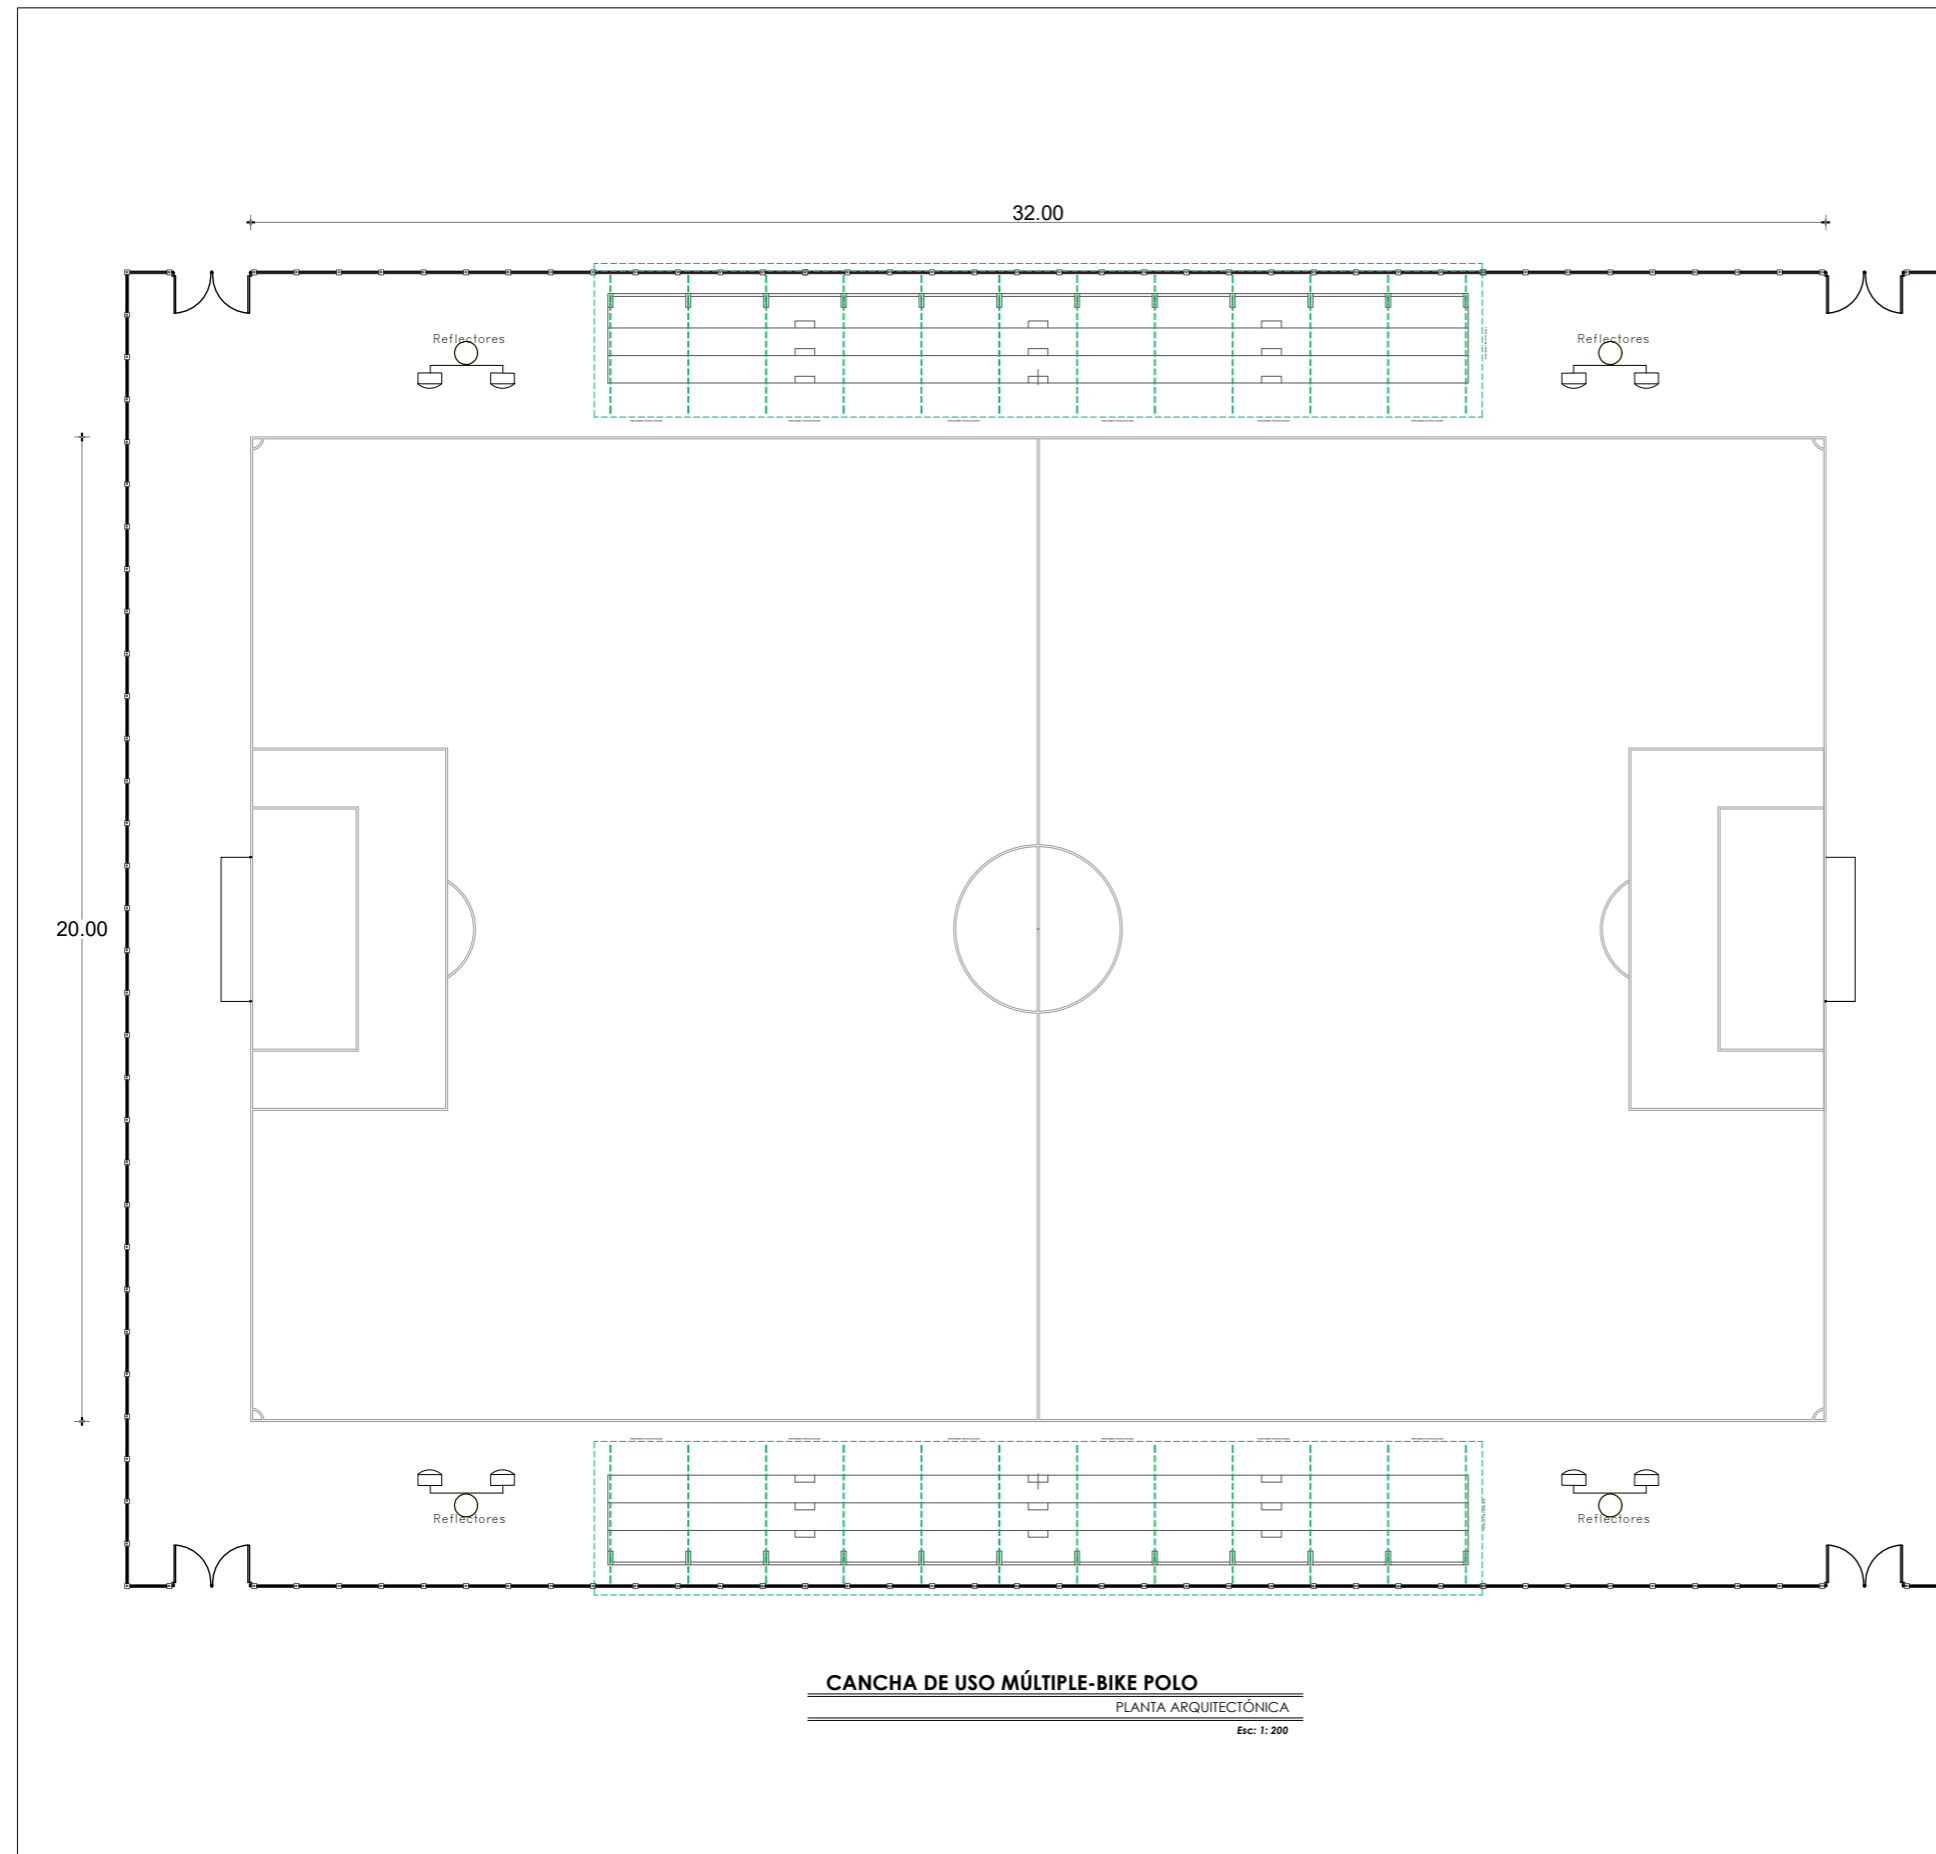 32.00
Reflectores
Reflectores
20.00
Reflectores
Reflectores
CANCHA DE USO MÚLTIPLE-BIKE POLO
PLANTA ARQUITECTÓNICA
Esc: 1: 200